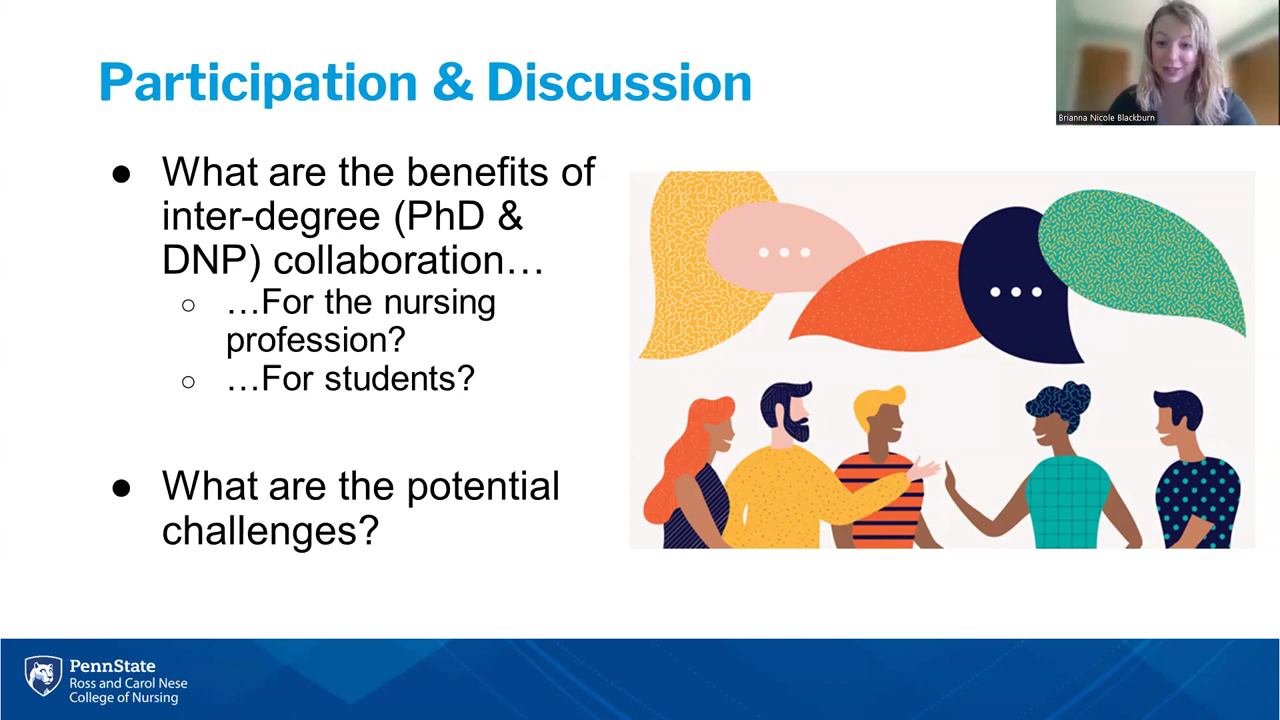 Participation & Discussion
Brianna Nicole Blackburn
● What are the benefits of
inter-degree (PhD &
DNP) collaboration…
○ …For the nursing
profession?
○ …For students?
● What are the potential
challenges?
PennState
Ross and Carol Nese
College of Nursing